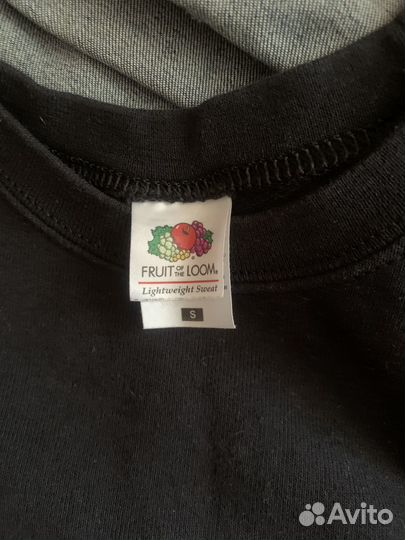 FRUIT OF THE LOOM®
Lightweight Sweat
S
Avito